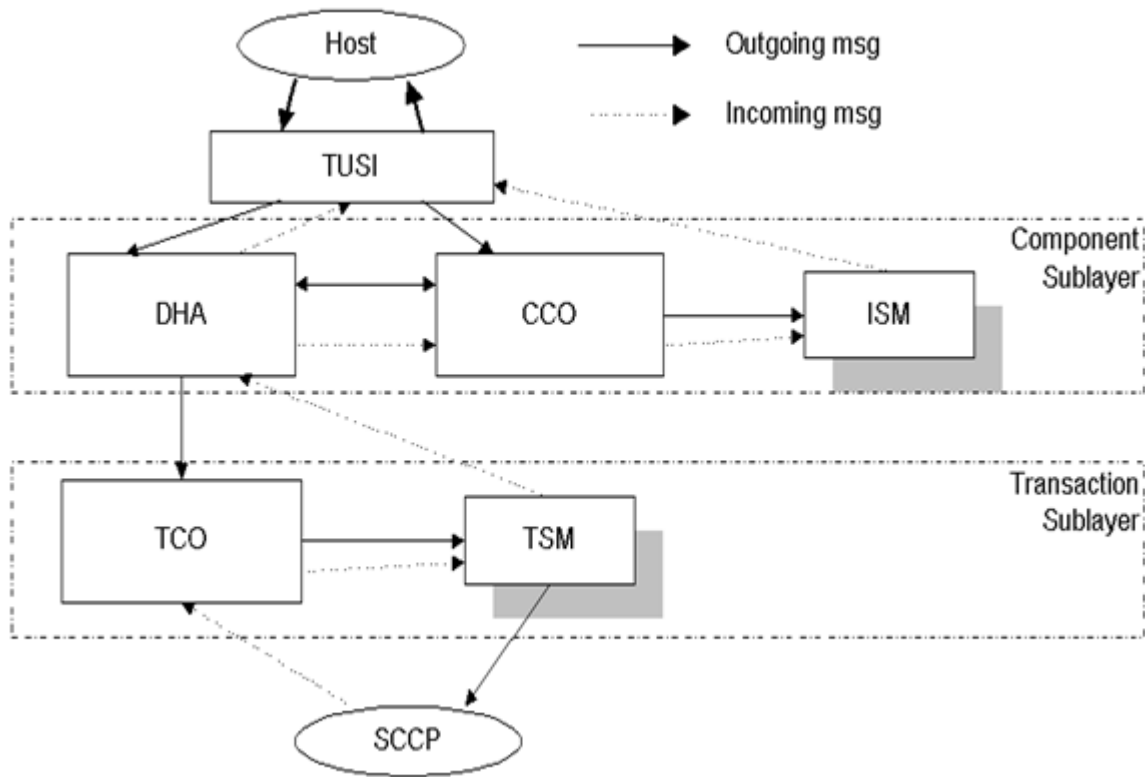 Host
Outgoing msg
Incoming msg
TUSI
Component
Sublayer
DHA
CCO
ISM
Transaction
Sublayer
TCO
TSM
SCCP